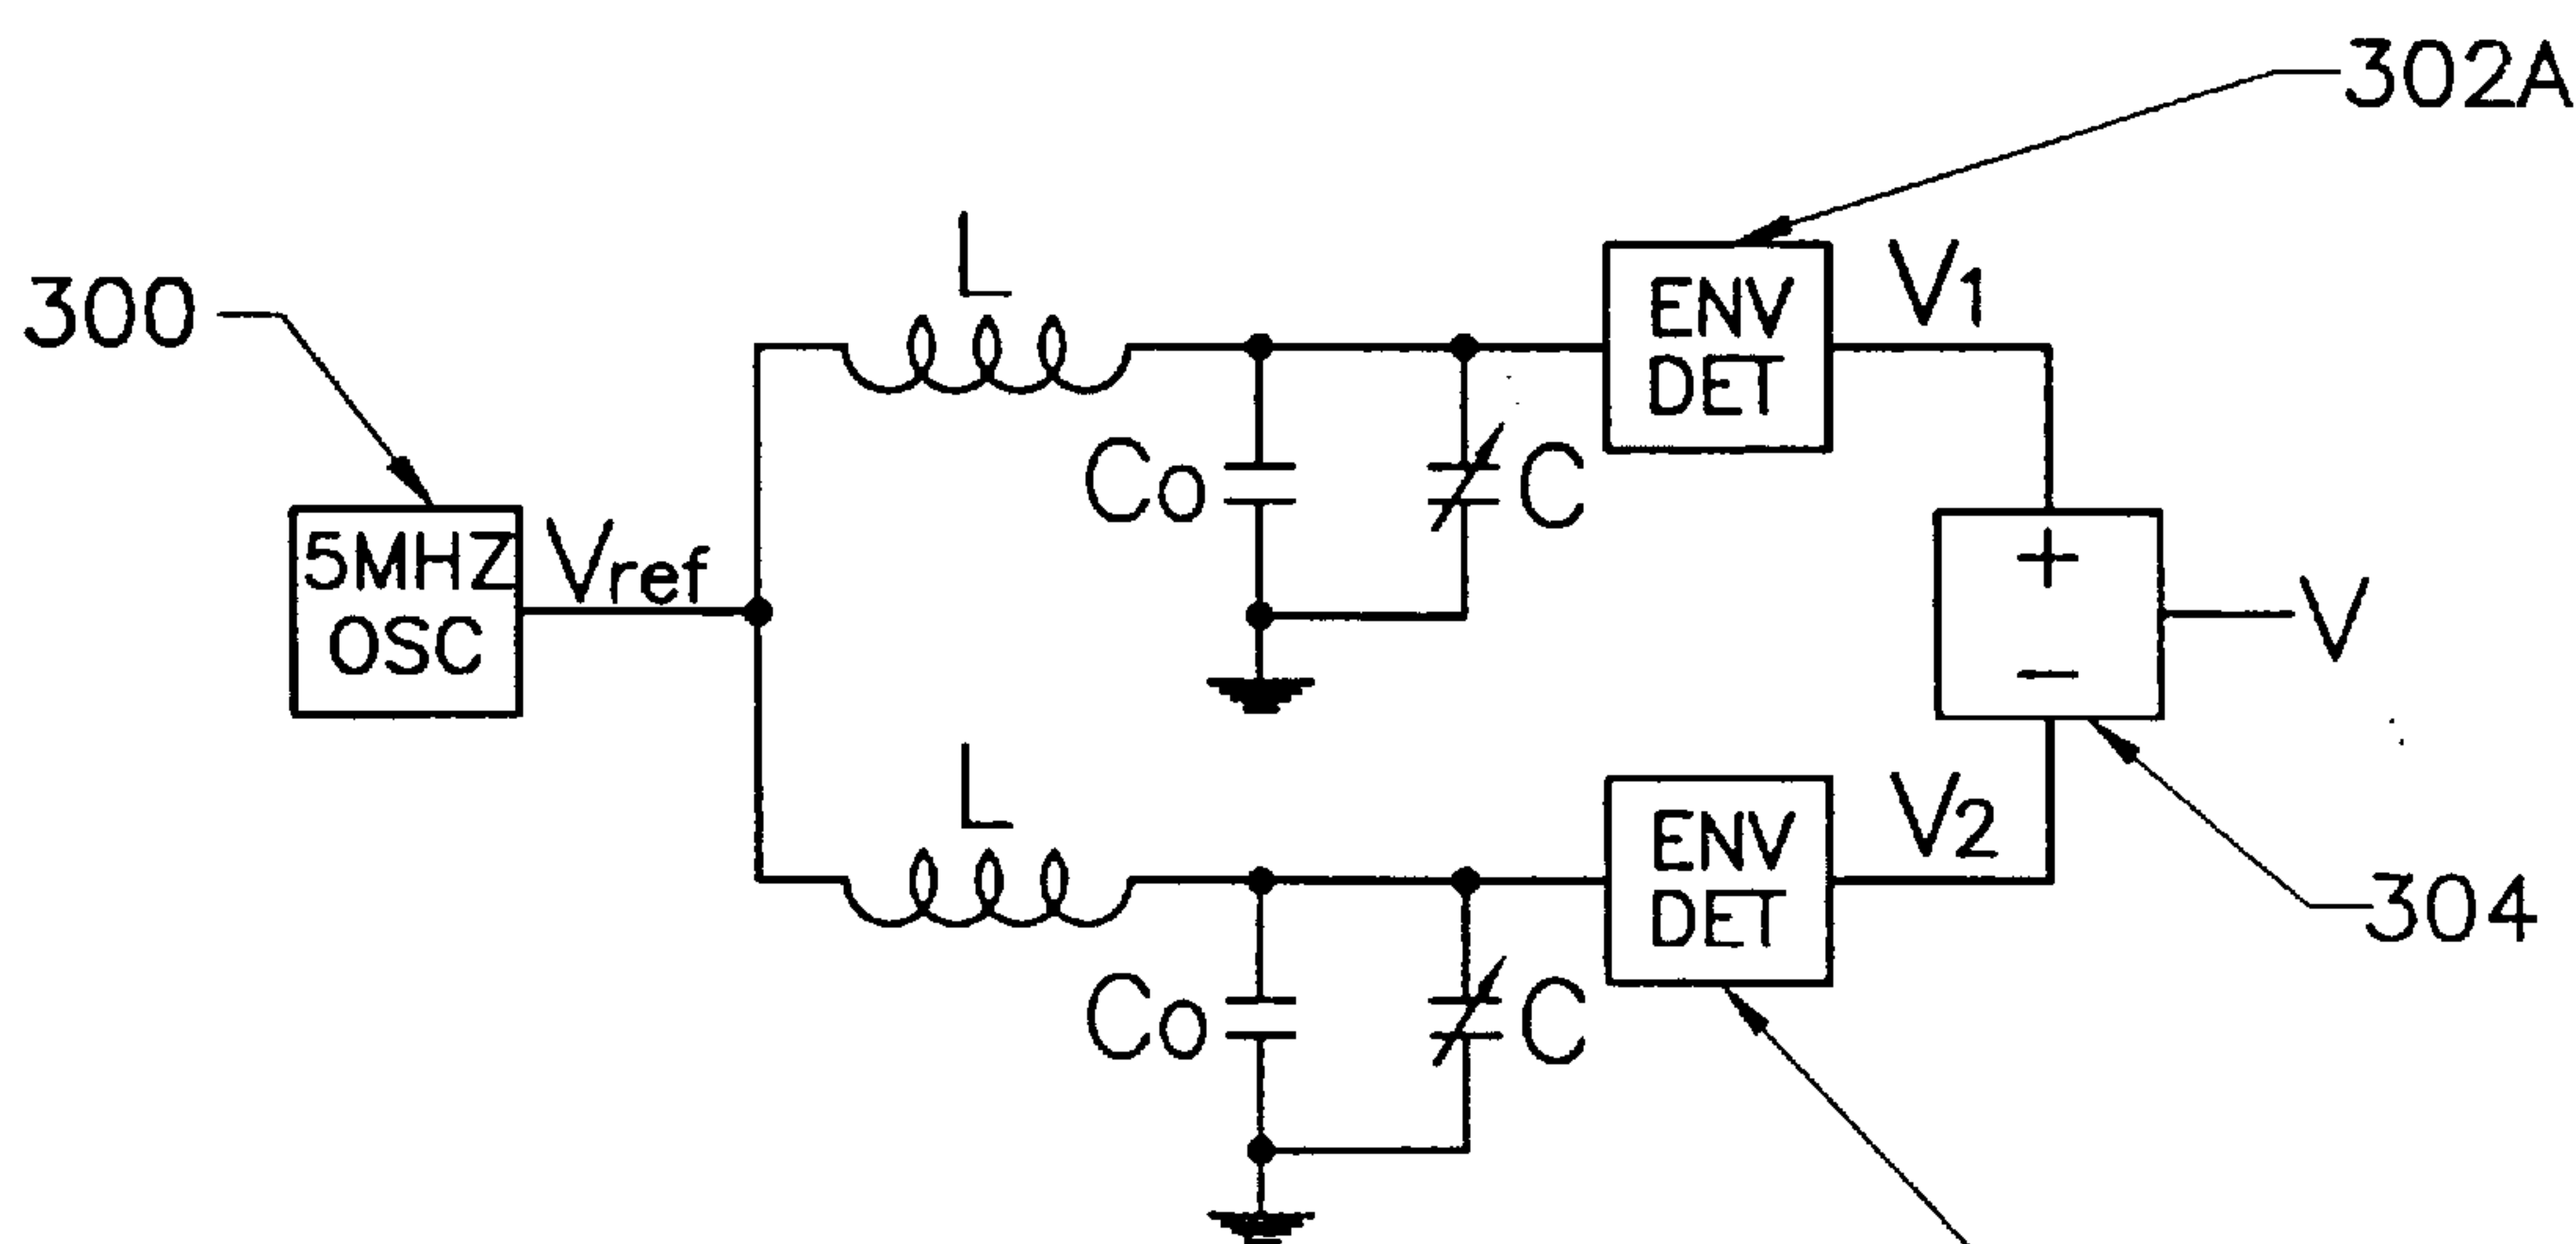 302A
L
ENV
DET
V1
300
Co
C
5MHZ
OSC
Vref
+
−
V
L
ENV
DET
V2
304
Co
C